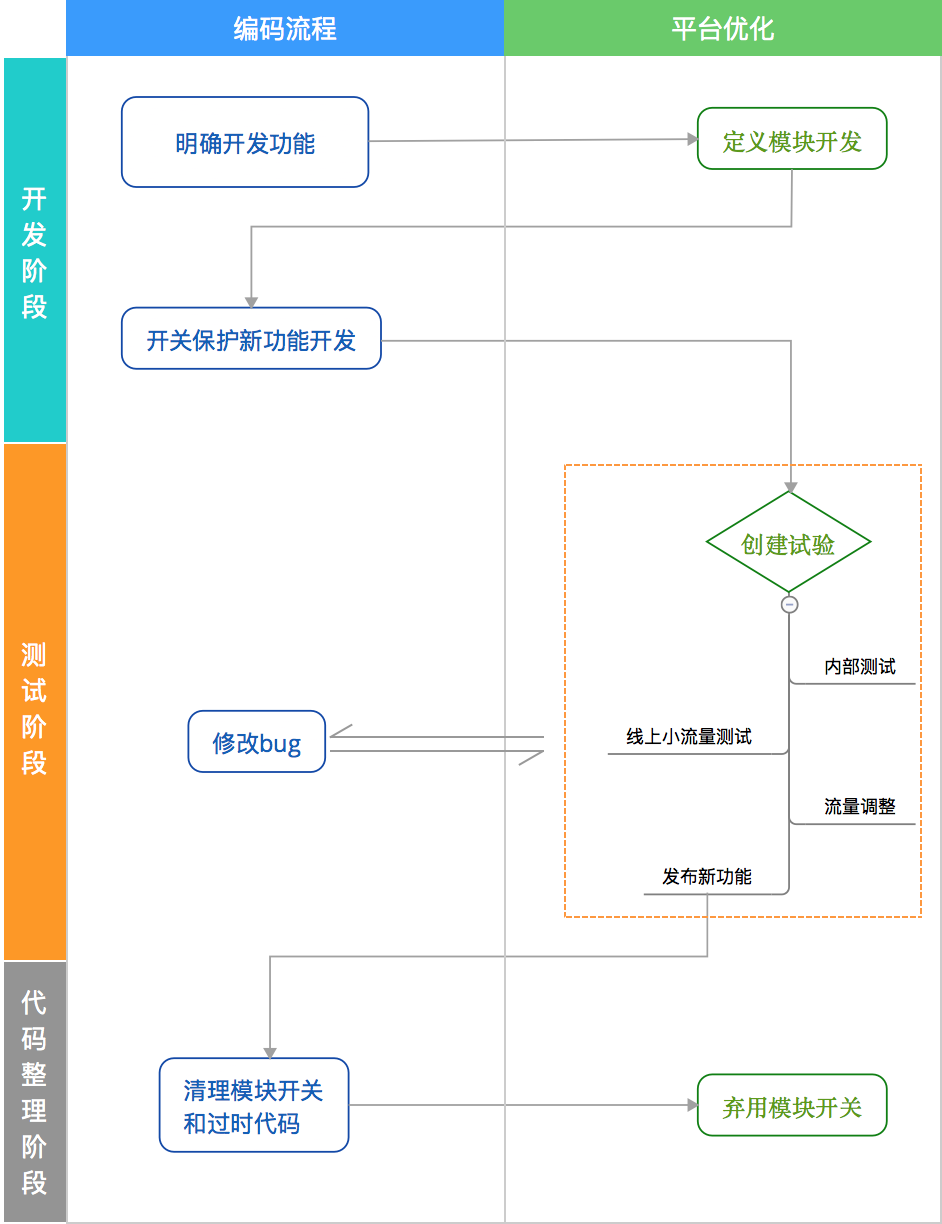 编码流程
平台优化
开发阶段
明确开发功能
定义模块开发
开关保护新功能开发
测试阶段
创建试验
内部测试
线上小流量测试
修改bug
流量调整
发布新功能
代码整理阶段
清理模块开关
和过时代码
弃用模块开关